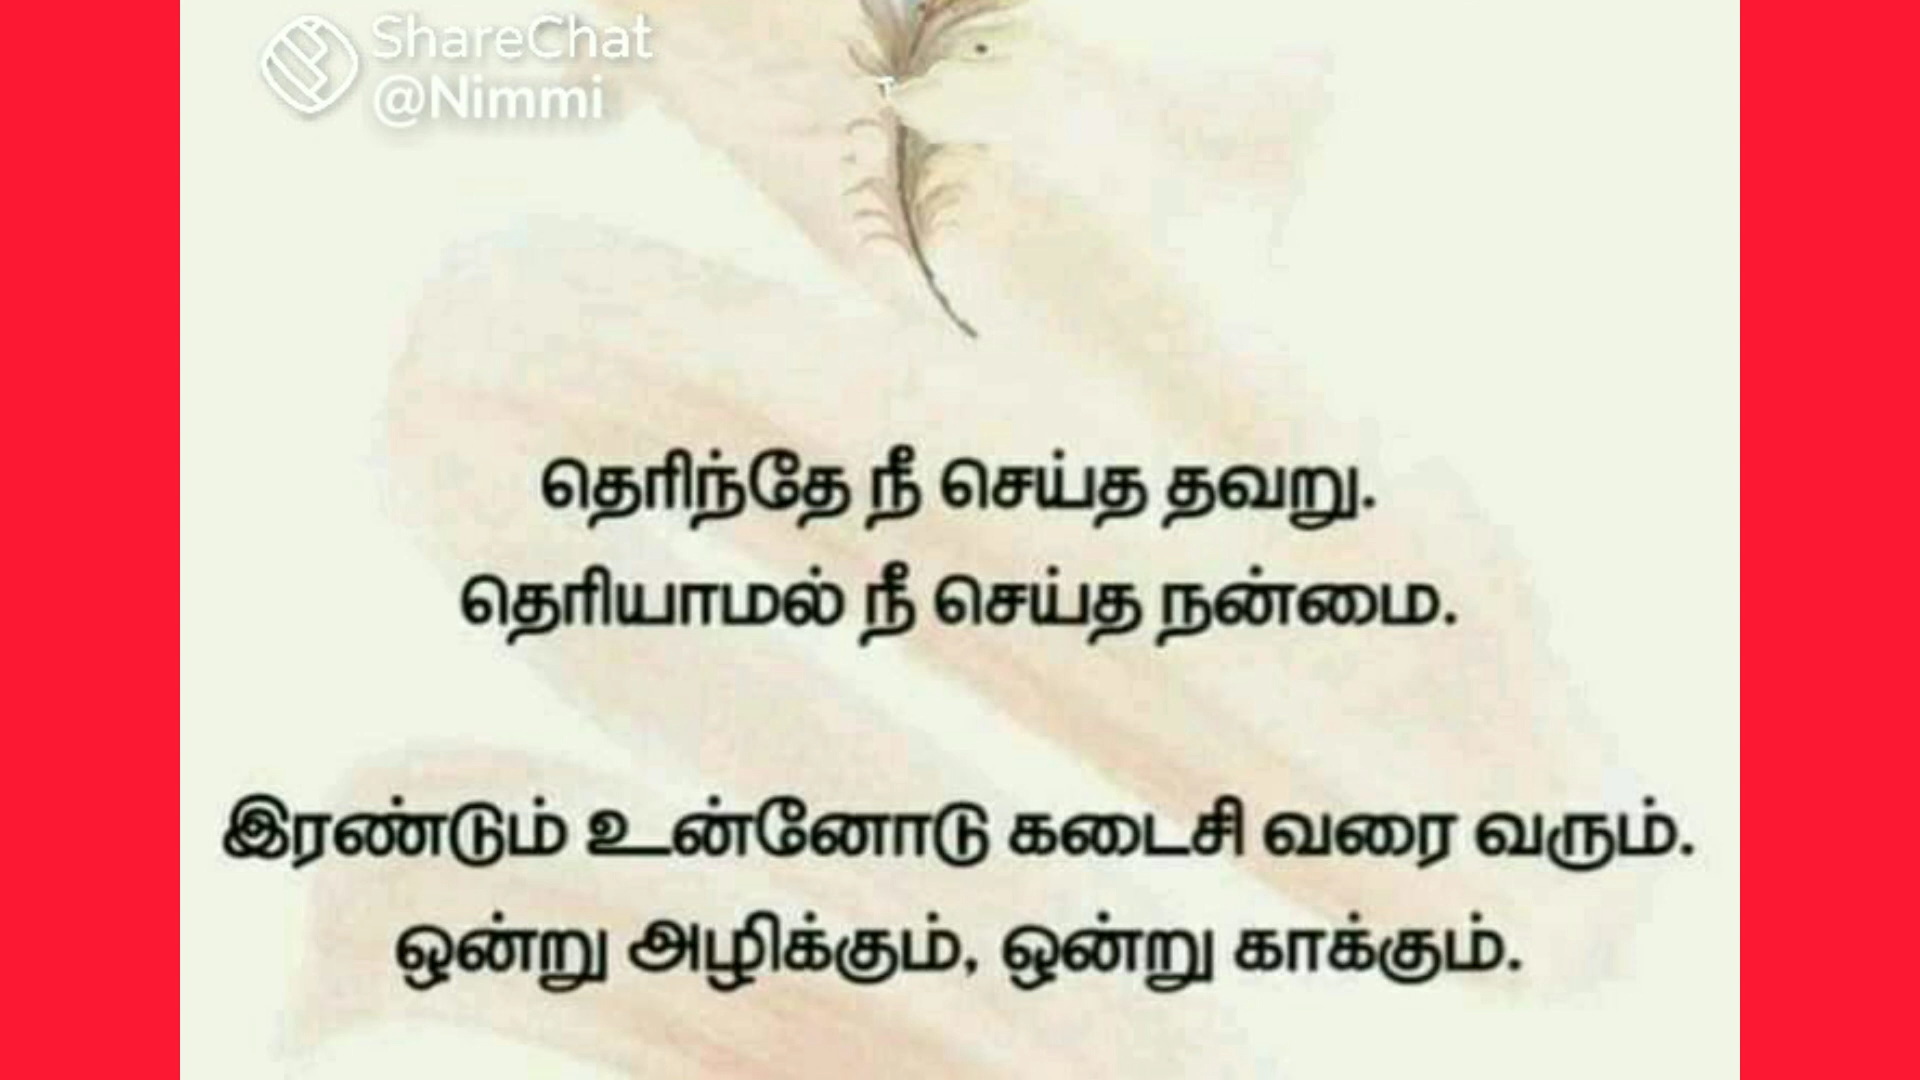 ShareChat
@Nimmi
தெரிந்தே நீ செய்த தவறு.
தெரியாமல் நீ செய்த நன்மை.
இரண்டும் உன்னோடு கடைசி வரை வரும்.
ஒன்று அழிக்கும், ஒன்று காக்கும்.